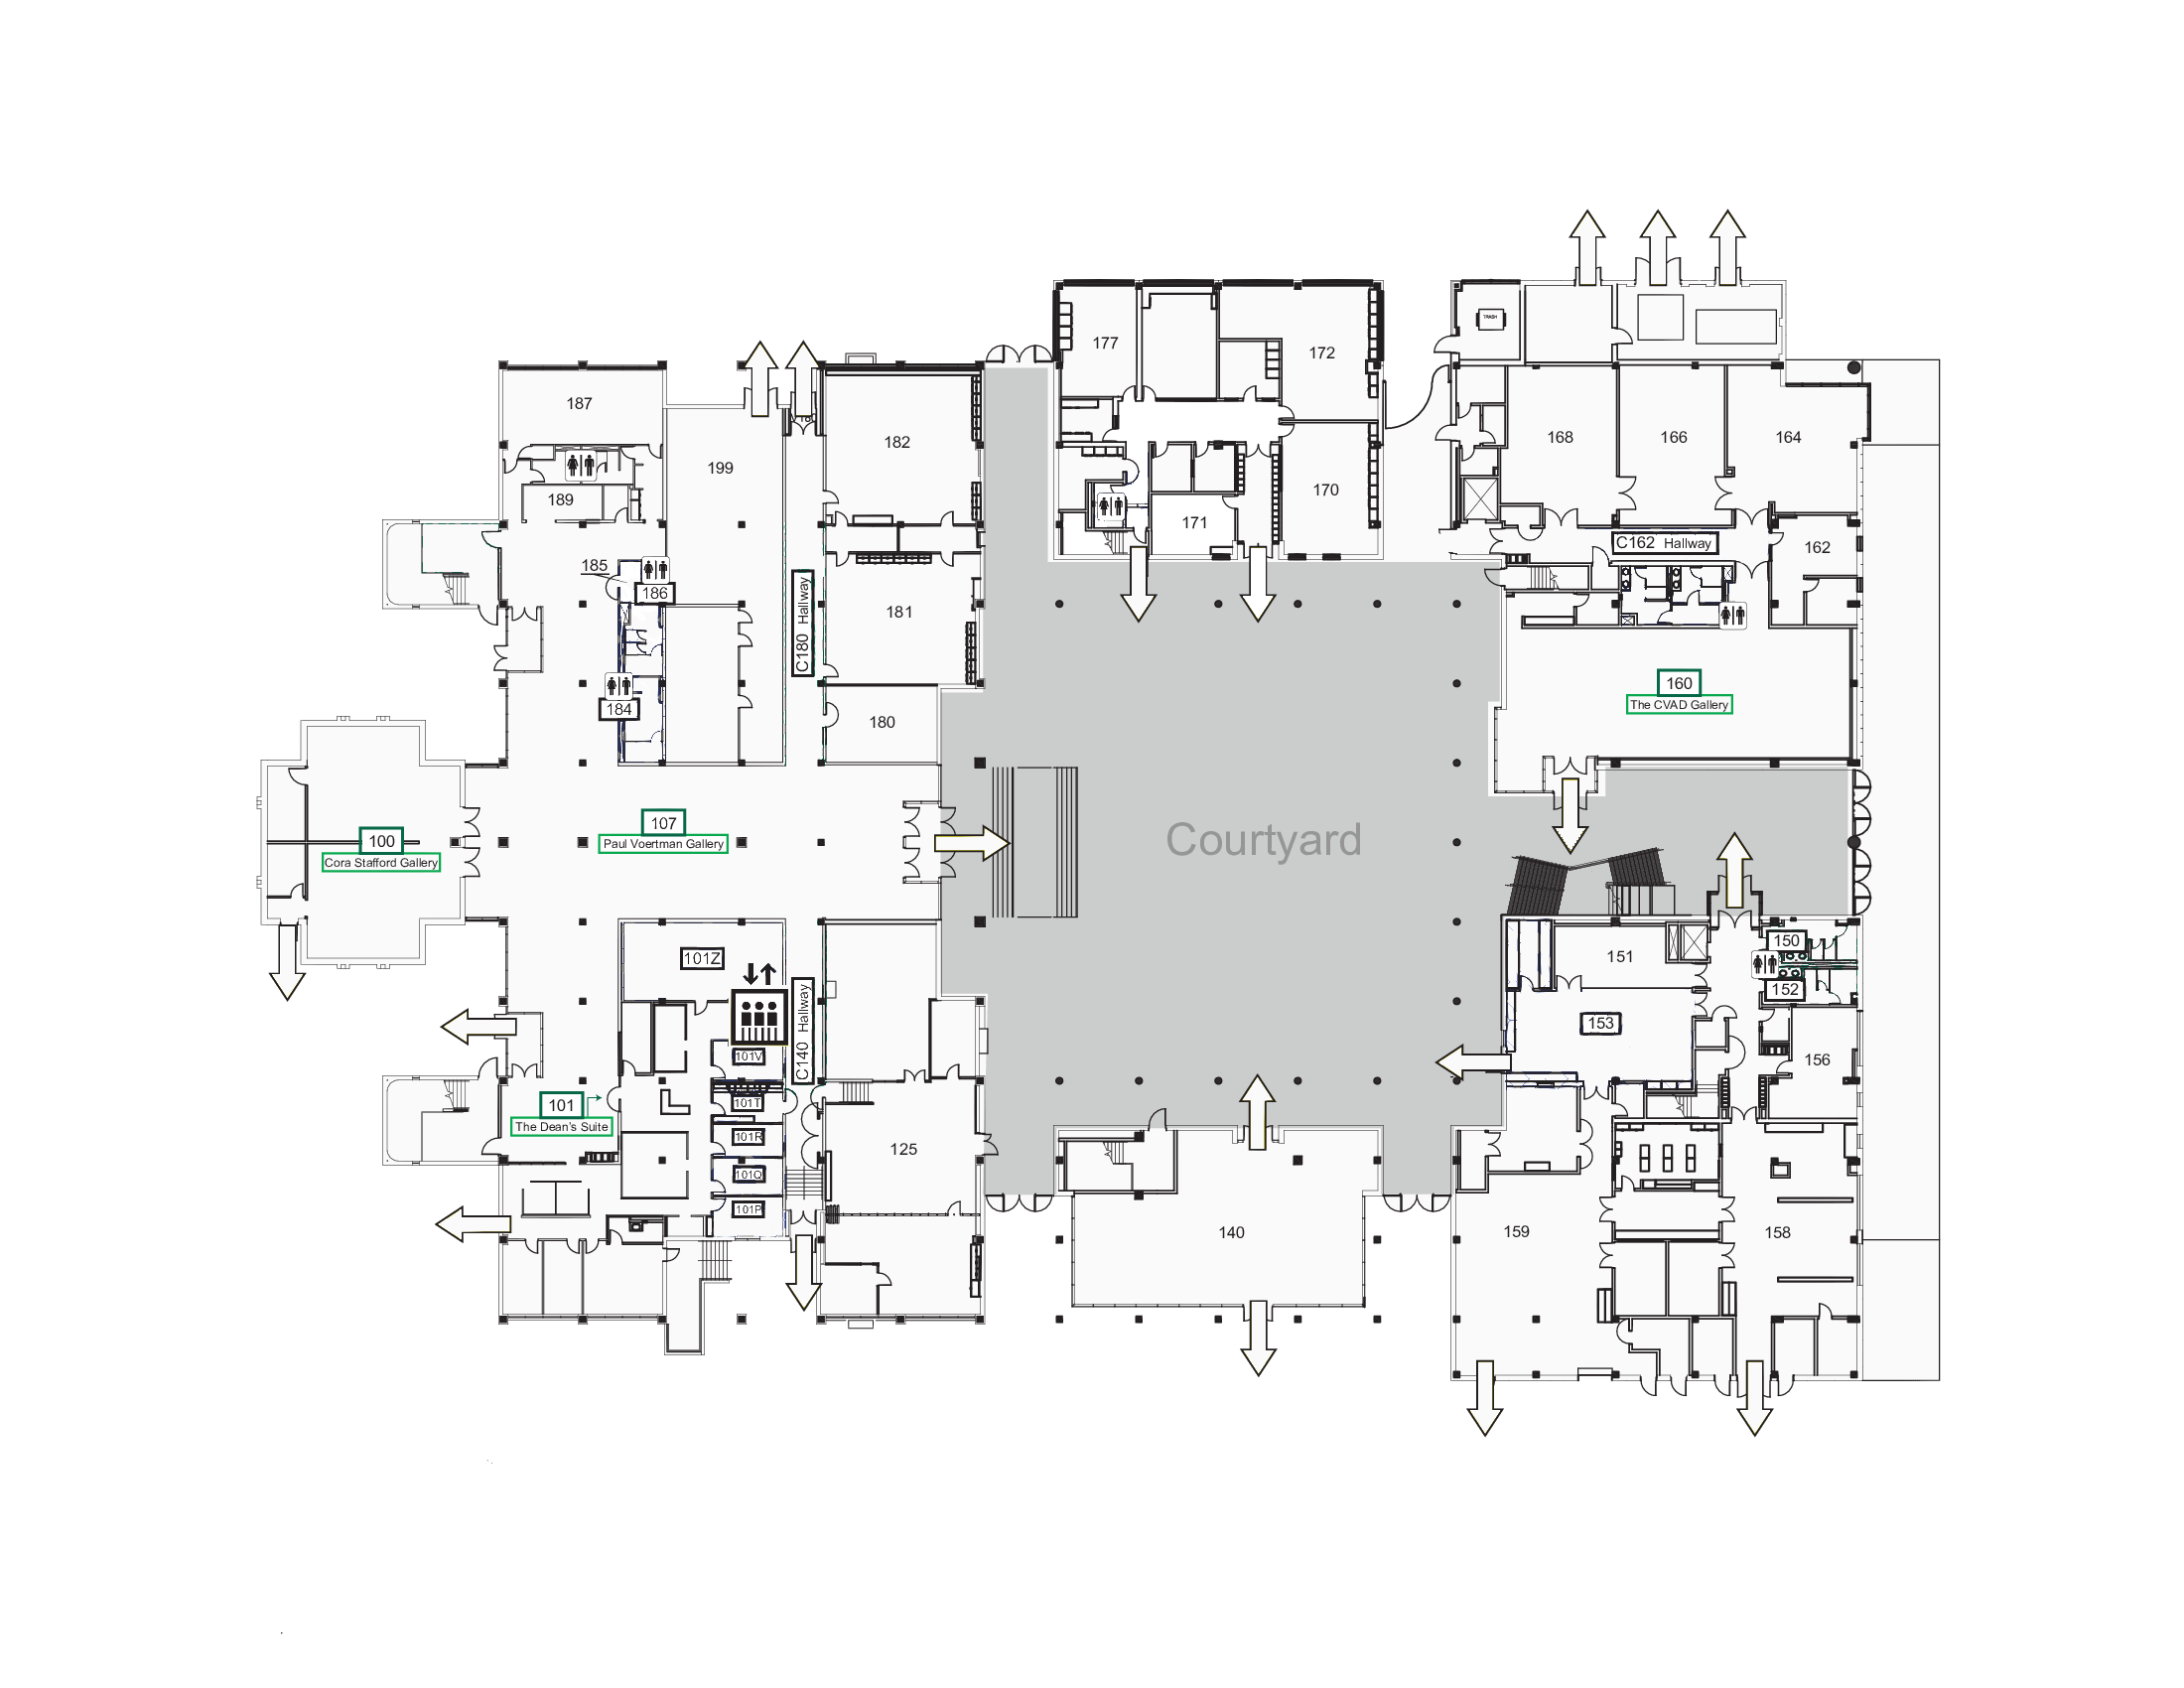 TRASH
177
172
187
182
168
166
164
199
189
170
171
C162 Hallway
162
185
186
C180 Hallway
181
184
160
The CVAD Gallery
180
107
Paul Voertman Gallery
100
Cora Stafford Gallery
Courtyard
101Z
150
151
152
C140 Hallway
153
101V
156
101
The Dean's Suite
101T
101R
125
101Q
101P
140
159
158